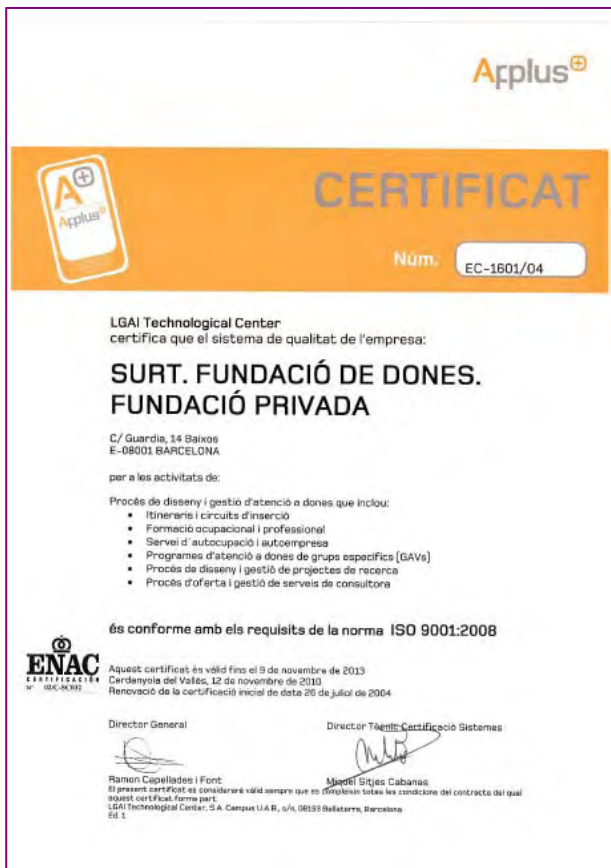 Applus+
A+
Applus+
CERTIFICAT
Núm. EC-1601/04
LGAI Technological Center
certifica que el sistema de qualitat de l'empresa:
SURT. FUNDACIÓ DE DONES.
FUNDACIÓ PRIVADA
C/ Guardia, 14 Baixos
E-08001 BARCELONA
per a les activitats de:
Procés de disseny i gestió d'atenció a dones que inclou:
• Itineraris i circuits d'inserció
• Formació ocupacional i professional
• Servei d'autocupació i autoempresa
• Programes d'atenció a dones de grups específics (GAVs)
• Procés de disseny i gestió de projectes de recerca
• Procés d'oferta i gestió de serveis de consultora
és conforme amb els requisits de la norma ISO 9001:2008
ENAC
CERTIFICACIÓN
Nº 02/C-SC002
Aquest certificat és vàlid fins el 9 de novembre de 2013
Cerdanyola del Vallès, 12 de novembre de 2010
Renovació de la certificació inicial de data 26 de juliol de 2004
Director General
Director Tècnic Certificació Sistemes
Ramon Capellades i Font
Miquel Sitjes Cabanas
El present certificat es considerarà vàlid sempre que es compleixin totes les condicions del contracte del qual
aquest certificat forma part
LGAI Technological Center, S.A. Campus U.A.B., s/n, 08193 Bellaterra, Barcelona
Ed. 1